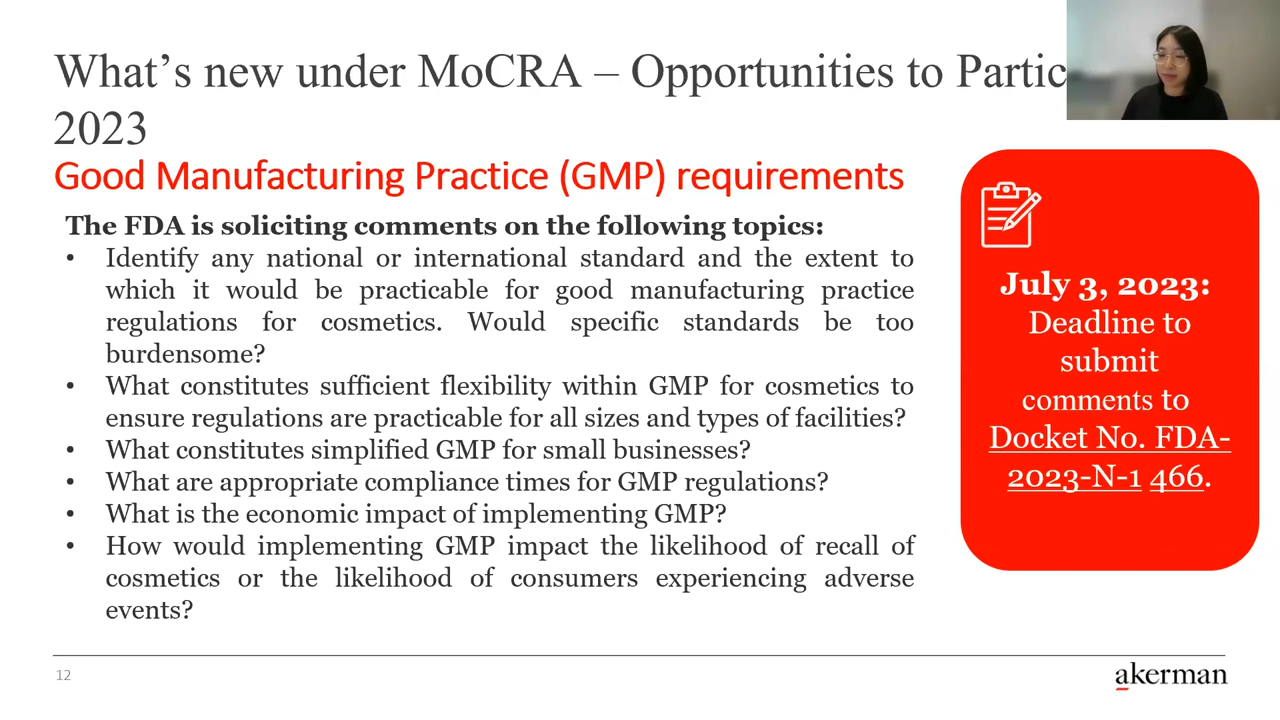 What's new under MoCRA – Opportunities to
2023
Good Manufacturing Practice (GMP) requirements
The FDA is soliciting comments on the following topics:
• Identify any national or international standard and the extent to
which it would be practicable for good manufacturing practice
regulations for cosmetics. Would specific standards be too
burdensome?
• What constitutes sufficient flexibility within GMP for cosmetics to
ensure regulations are practicable for all sizes and types of facilities?
• What constitutes simplified GMP for small businesses?
• What are appropriate compliance times for GMP regulations?
• What is the economic impact of implementing GMP?
• How would implementing GMP impact the likelihood of recall of
cosmetics or the likelihood of consumers experiencing adverse
events?
July 3, 2023:
Deadline to
submit
comments to
Docket No. FDA-
2023-N-1 466.
12
akerman